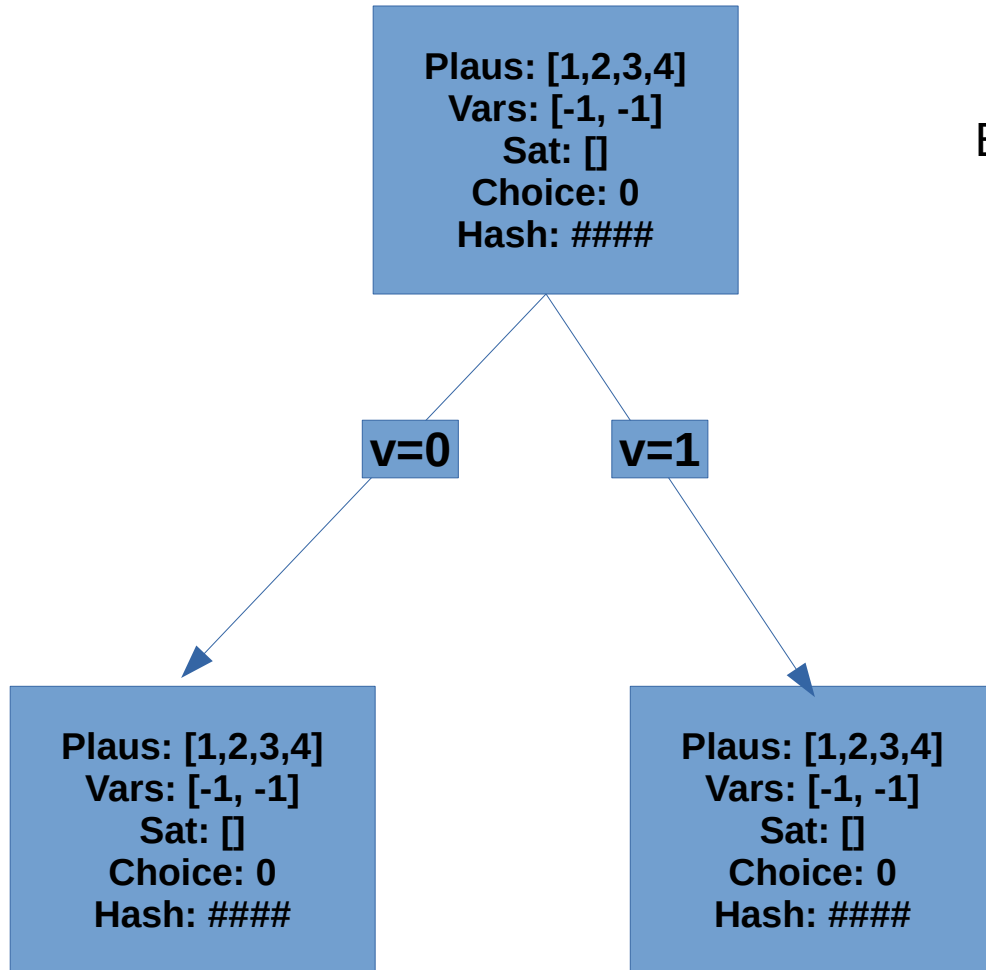 Plaus: [1,2,3,4]
Vars: [-1, -1]
Sat: []
Choice: 0
Hash: ####
E
v=0
v=1
Plaus: [1,2,3,4]
Vars: [-1, -1]
Sat: []
Choice: 0
Hash: ####
Plaus: [1,2,3,4]
Vars: [-1, -1]
Sat: []
Choice: 0
Hash: ####